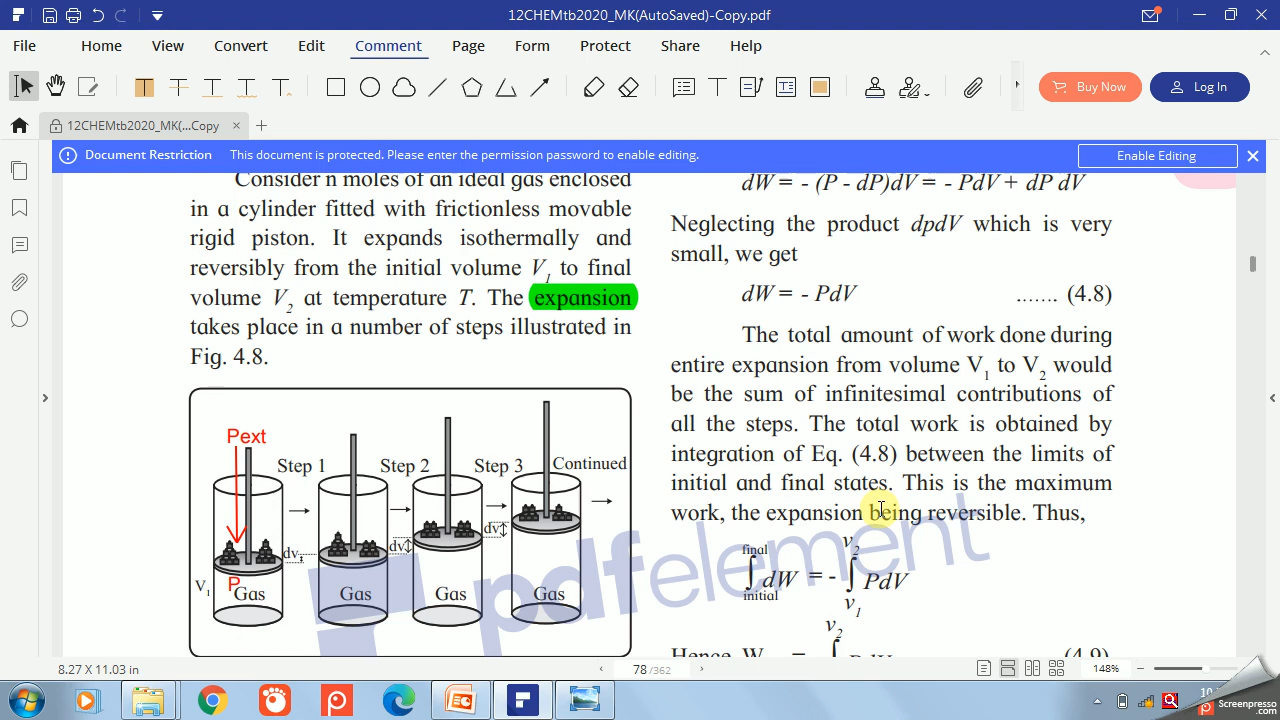 12CHEMtb2020_MK(AutoSaved)-Copy.pdf
File Home View Convert Edit Comment Page Form Protect Share Help
Buy Now
Log In
12CHEMtb2020_MK(...Copy
Document Restriction This document is protected. Please enter the permission password to enable editing.
Enable Editing
Consider n moles of an ideal gas enclosed
in a cylinder fitted with frictionless movable
rigid piston. It expands isothermally and
reversibly from the initial volume V1 to final
volume V2 at temperature T. The expansion
takes place in a number of steps illustrated in
Fig. 4.8.
Pext
Step 1 Step 2 Step 3 Continued
dv dv dv
V1 P
Gas Gas Gas Gas
dW = - (P - dP)dV = - PdV + dP dV
Neglecting the product dpdV which is very
small, we get
dW = - PdV ....... (4.8)
The total amount of work done during
entire expansion from volume V1 to V2 would
be the sum of infinitesimal contributions of
all the steps. The total work is obtained by
integration of Eq. (4.8) between the limits of
initial and final states. This is the maximum
work, the expansion being reversible. Thus,
final v2
∫ dW = - ∫ PdV
initial v1
v2
Hence W = ∫ PdV (4.9)
pdfelement
8.27 X 11.03 in
78 /362
148%
Screenpresso
.com